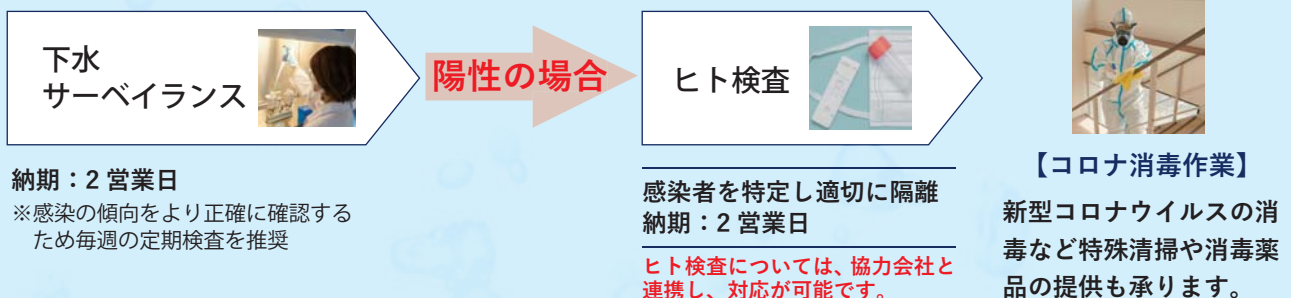 下水
サーベイランス
陽性の場合
ヒト検査
納期：2 営業日
※感染の傾向をより正確に確認する
ため毎週の定期検査を推奨
感染者を特定し適切に隔離
納期：2 営業日
ヒト検査については、協力会社と
連携し、対応が可能です。
【コロナ消毒作業】
新型コロナウイルスの消
毒など特殊清掃や消毒薬
品の提供も承ります。